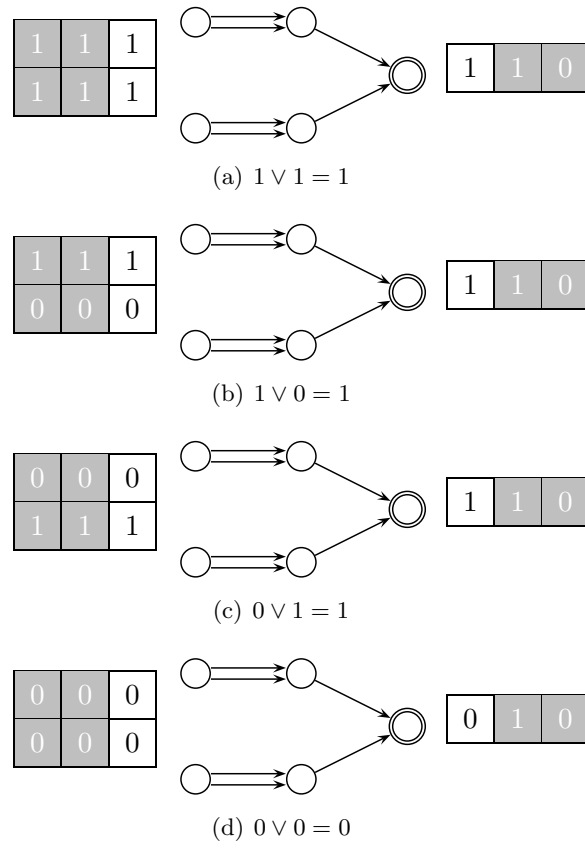 1 1 1 1 1 0
1 1 1
(a) 1 ∨ 1 = 1
1 1 1 1 1 0
0 0 0
(b) 1 ∨ 0 = 1
0 0 0 1 1 0
1 1 1
(c) 0 ∨ 1 = 1
0 0 0 0 1 0
0 0 0
(d) 0 ∨ 0 = 0